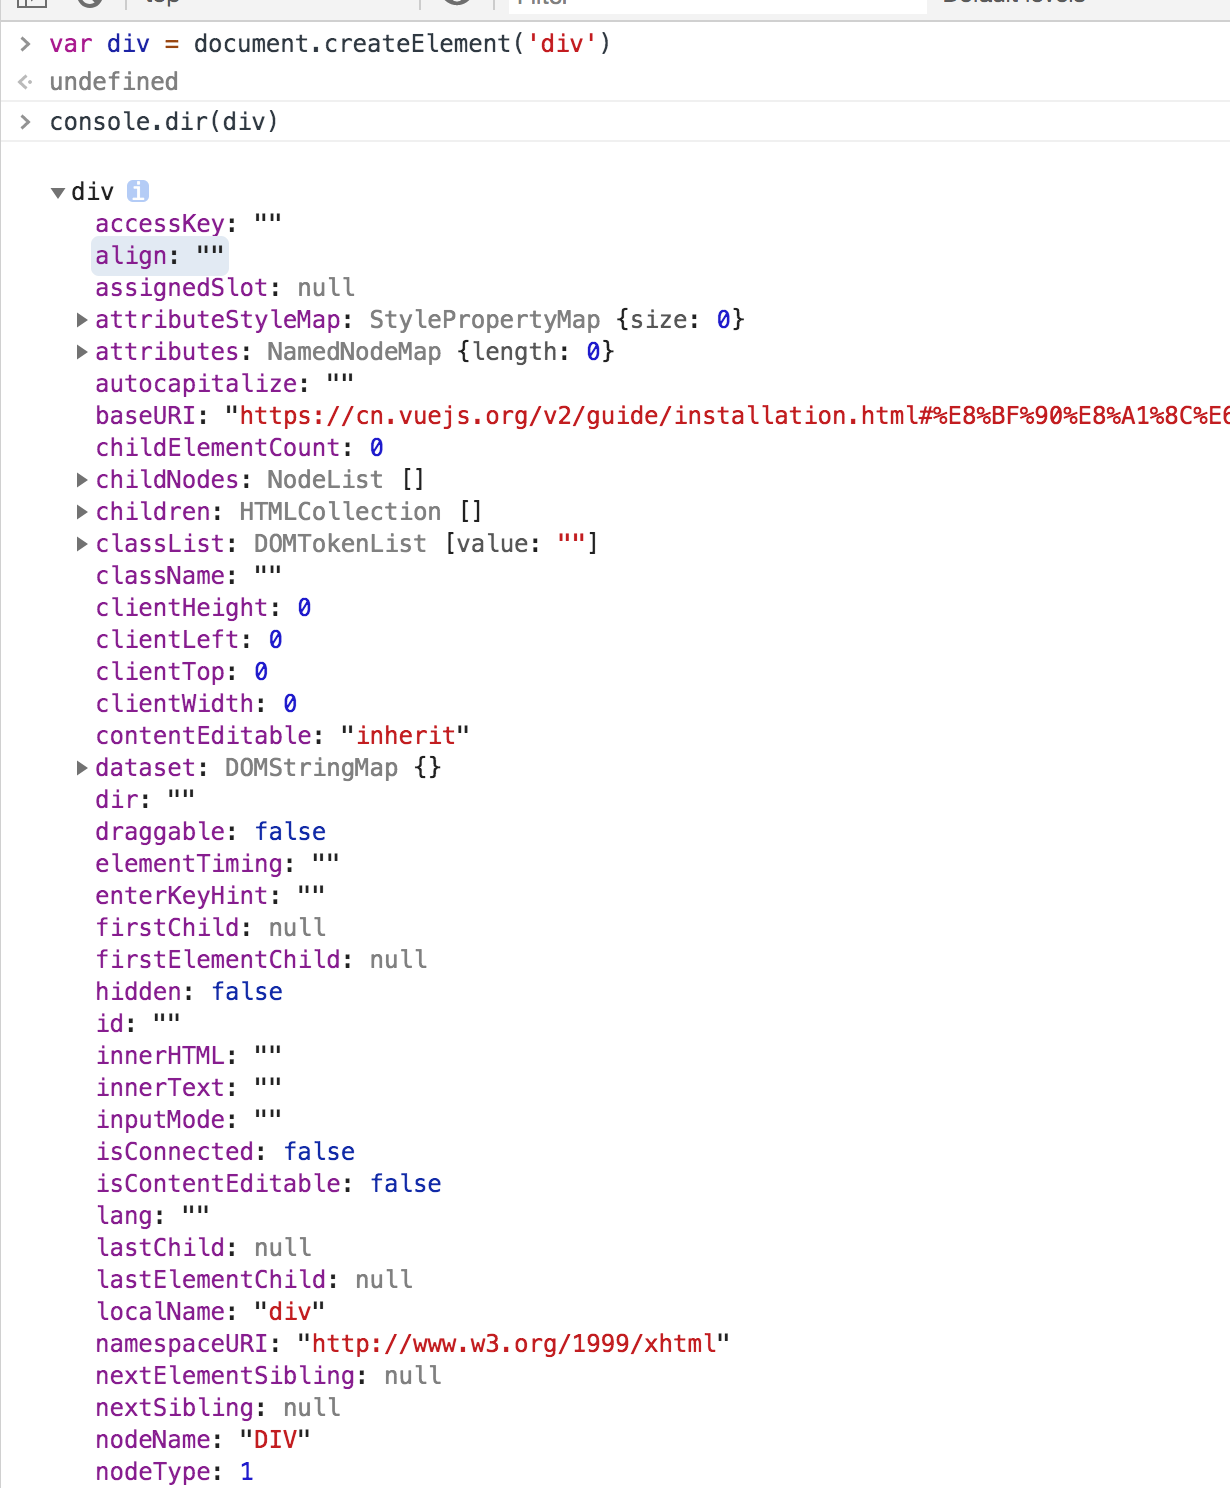 top
Filter
Default levels
> var div = document.createElement('div')
undefined
> console.dir(div)
▼ div i
accessKey: ""
align: ""
assignedSlot: null
▶ attributeStyleMap: StylePropertyMap {size: 0}
▶ attributes: NamedNodeMap {length: 0}
autocapitalize: ""
baseURI: "https://cn.vuejs.org/v2/guide/installation.html#%E8%BF%90%E8%A1%8C%E6
childElementCount: 0
▶ childNodes: NodeList []
▶ children: HTMLCollection []
▶ classList: DOMTokenList [value: ""]
className: ""
clientHeight: 0
clientLeft: 0
clientTop: 0
clientWidth: 0
contentEditable: "inherit"
▶ dataset: DOMStringMap {}
dir: ""
draggable: false
elementTiming: ""
enterKeyHint: ""
firstChild: null
firstElementChild: null
hidden: false
id: ""
innerHTML: ""
innerText: ""
inputMode: ""
isConnected: false
isContentEditable: false
lang: ""
lastChild: null
lastElementChild: null
localName: "div"
namespaceURI: "http://www.w3.org/1999/xhtml"
nextElementSibling: null
nextSibling: null
nodeName: "DIV"
nodeType: 1